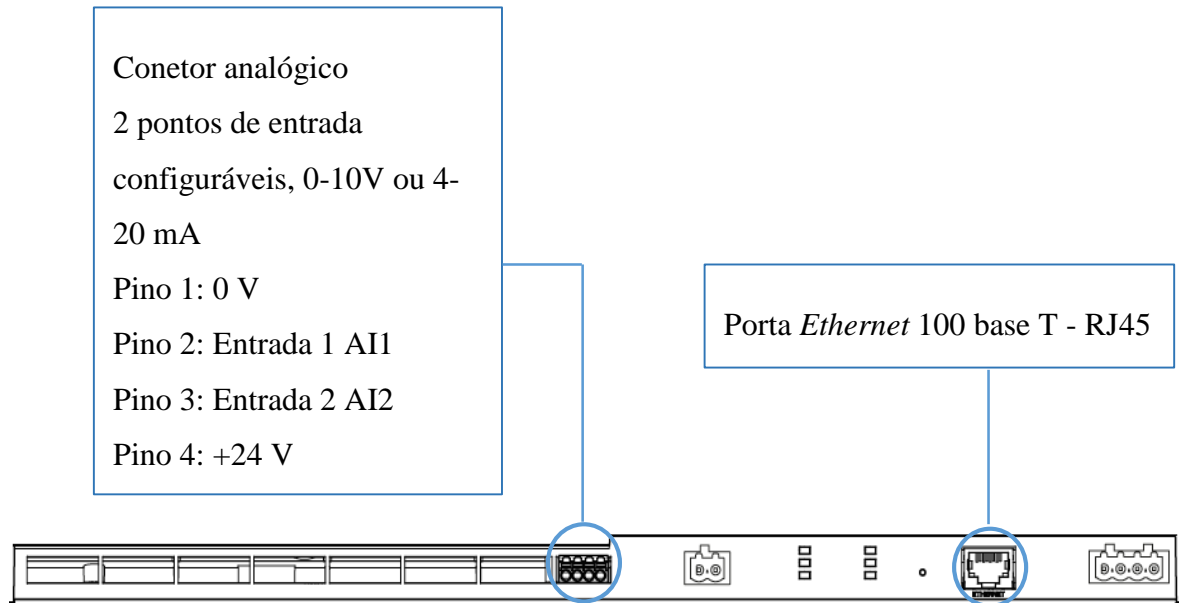 Conetor analógico
2 pontos de entrada
configuráveis, 0-10V ou 4-
20 mA
Pino 1: 0 V
Pino 2: Entrada 1 AI1
Pino 3: Entrada 2 AI2
Pino 4: +24 V
Porta Ethernet 100 base T - RJ45
ETHERNET